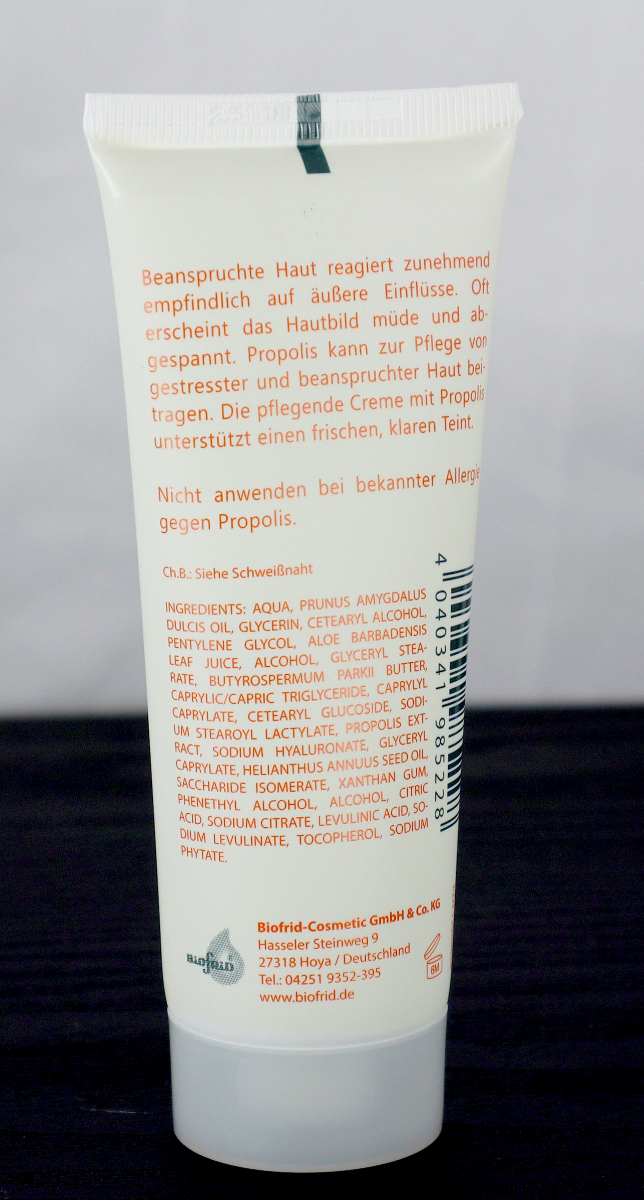 Beanspruchte Haut reagiert zunehmend
empfindlich auf äußere Einflüsse. Oft
erscheint das Hautbild müde und ab-
gespannt. Propolis kann zur Pflege von
gestresster und beanspruchter Haut bei-
tragen. Die pflegende Creme mit Propolis
unterstützt einen frischen, klaren Teint.
Nicht anwenden bei bekannter Allergie
gegen Propolis.
Ch.B.: Siehe Schweißnaht
INGREDIENTS: AQUA, PRUNUS AMYGDALUS
DULCIS OIL, GLYCERIN, CETEARYL ALCOHOL,
PENTYLENE GLYCOL, ALOE BARBADENSIS
LEAF JUICE, ALCOHOL, GLYCERYL STEA-
RATE, BUTYROSPERMUM PARKII BUTTER,
CAPRYLIC/CAPRIC TRIGLYCERIDE, CAPRYLYL
CAPRYLATE, CETEARYL GLUCOSIDE, SODI-
UM STEAROYL LACTYLATE, PROPOLIS EXT-
RACT, SODIUM HYALURONATE, GLYCERYL
CAPRYLATE, HELIANTHUS ANNUUS SEED OIL,
SACCHARIDE ISOMERATE, XANTHAN GUM,
PHENETHYL ALCOHOL, ALCOHOL, CITRIC
ACID, SODIUM CITRATE, LEVULINIC ACID, SO-
DIUM LEVULINATE, TOCOPHEROL, SODIUM
PHYTATE.
4 040341 985228
biofrid
Biofrid-Cosmetic GmbH & Co. KG
Hasseler Steinweg 9
27318 Hoya / Deutschland
Tel.: 04251 9352-395
www.biofrid.de
6M